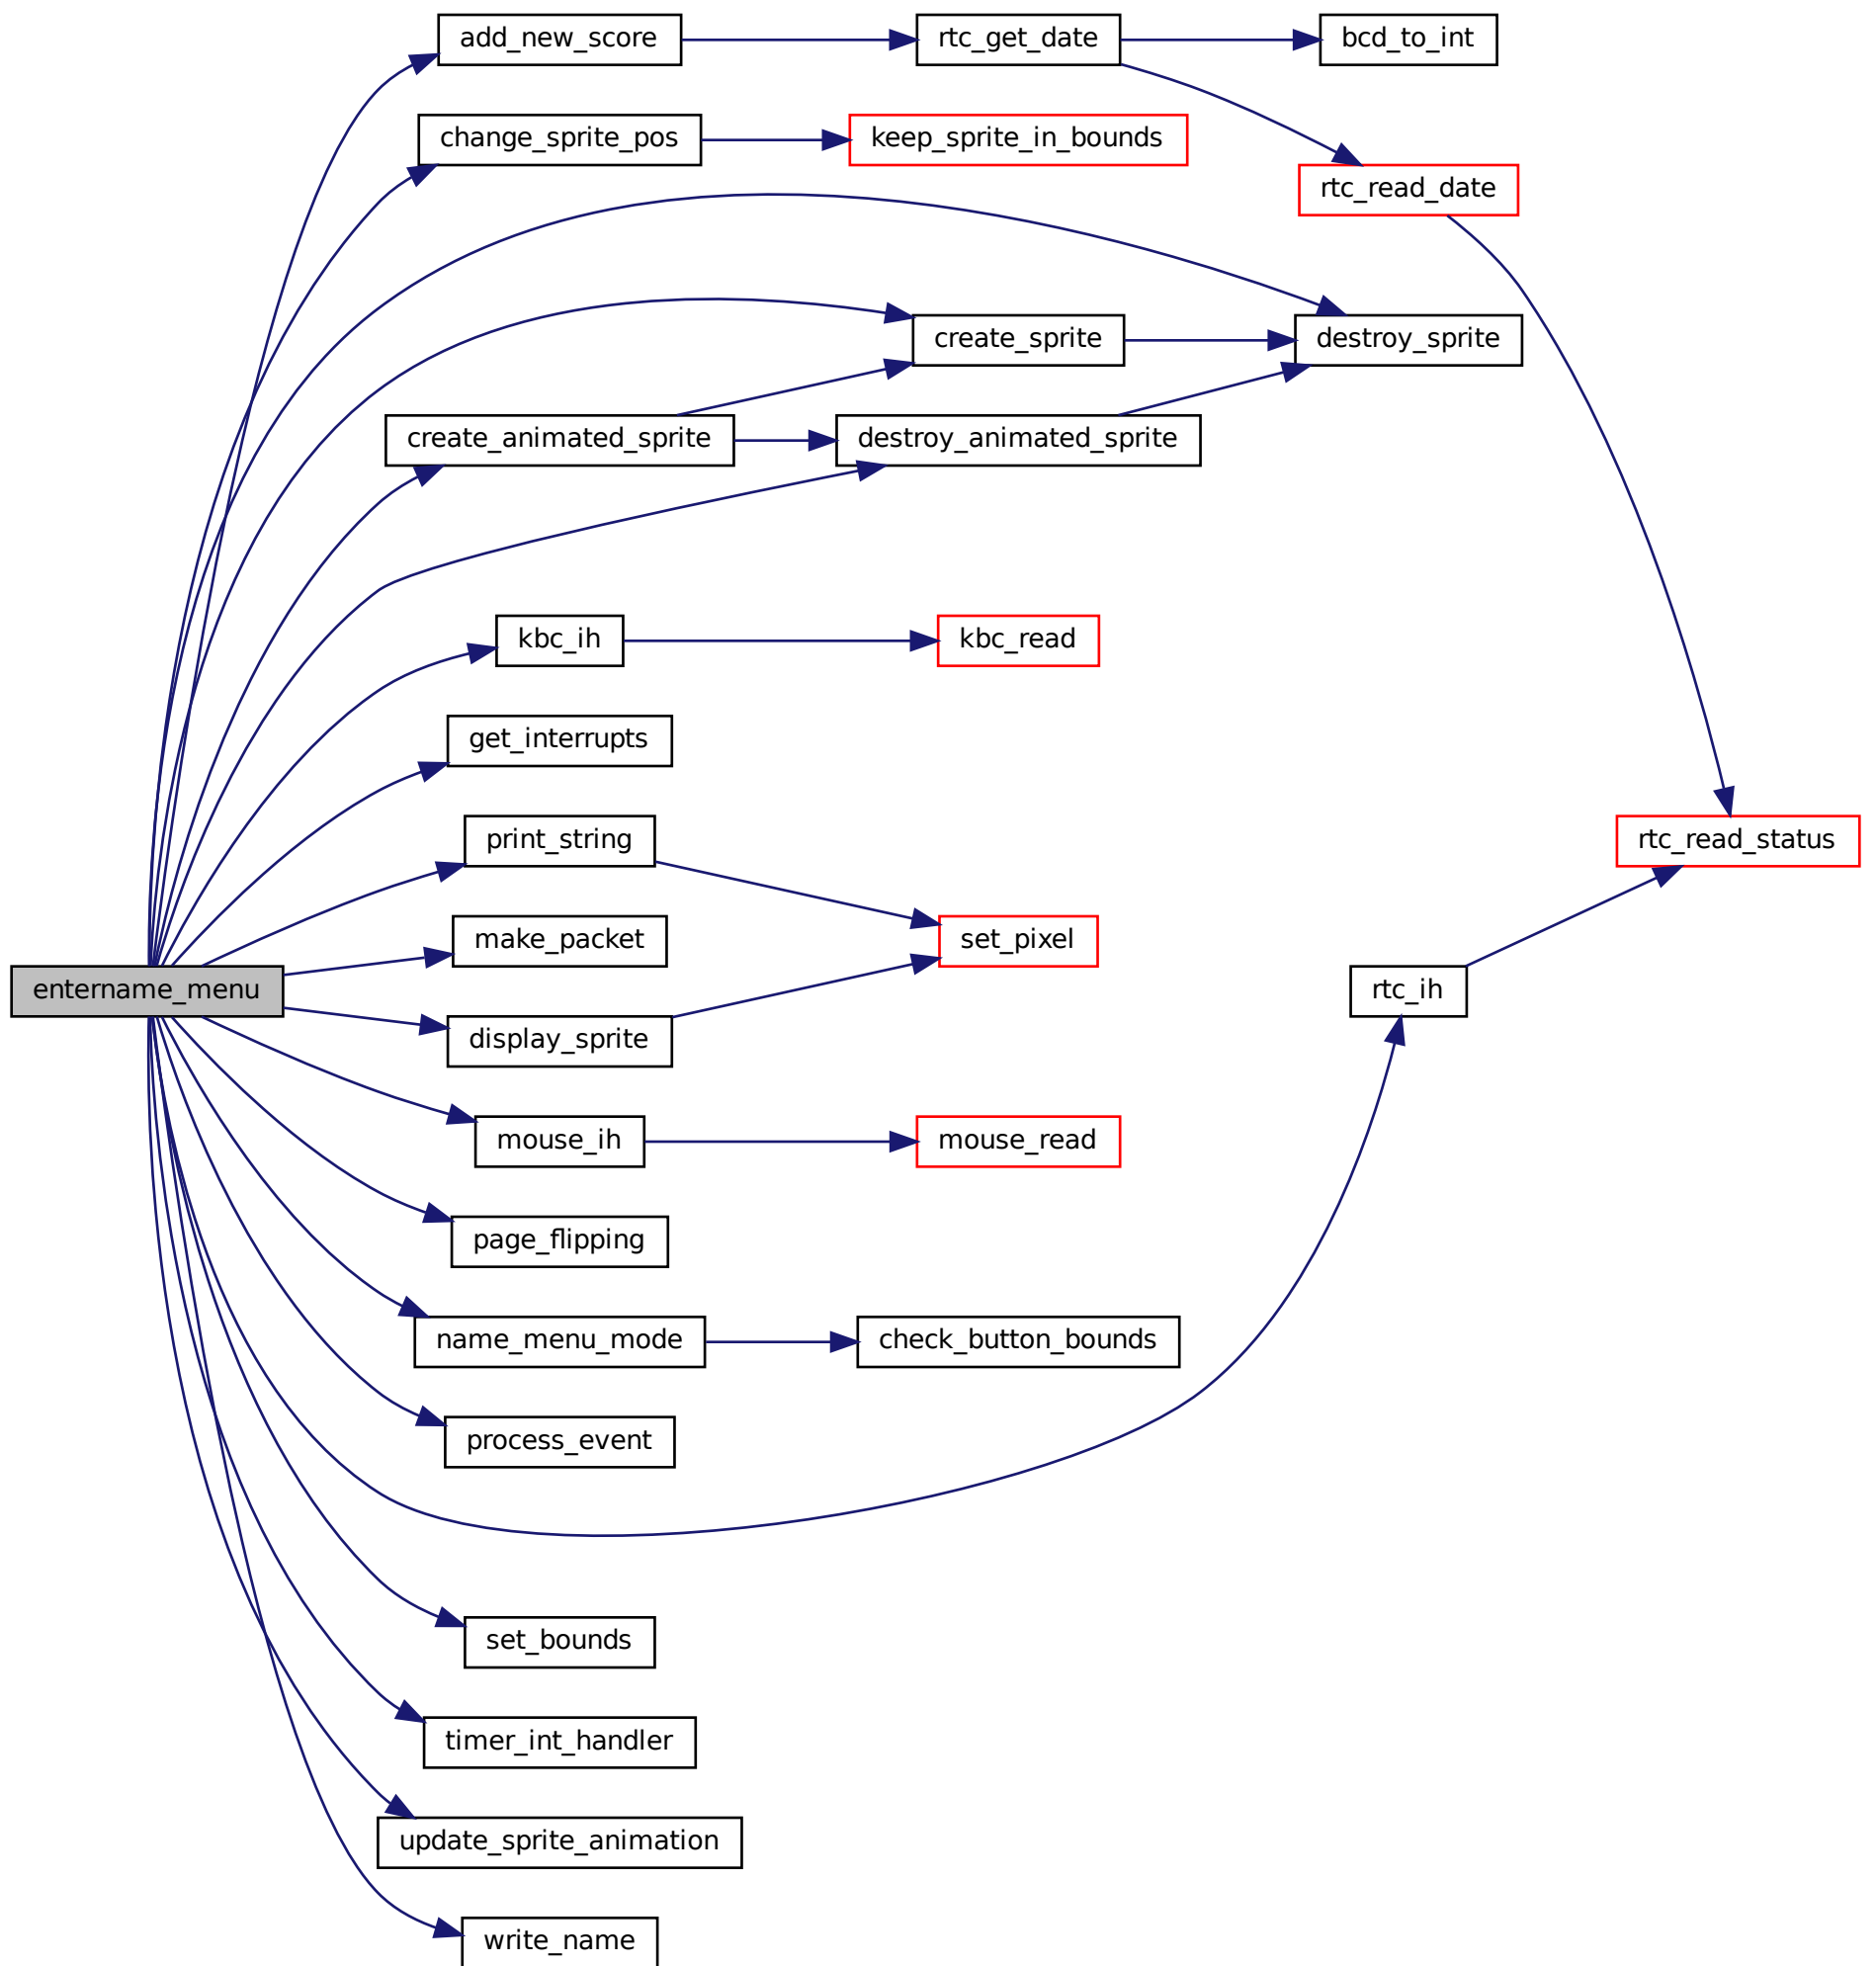 add_new_score
rtc_get_date
bcd_to_int
change_sprite_pos
keep_sprite_in_bounds
rtc_read_date
create_sprite
destroy_sprite
create_animated_sprite
destroy_animated_sprite
kbc_ih
kbc_read
get_interrupts
print_string
rtc_read_status
make_packet
set_pixel
entername_menu
rtc_ih
display_sprite
mouse_ih
mouse_read
page_flipping
name_menu_mode
check_button_bounds
process_event
set_bounds
timer_int_handler
update_sprite_animation
write_name